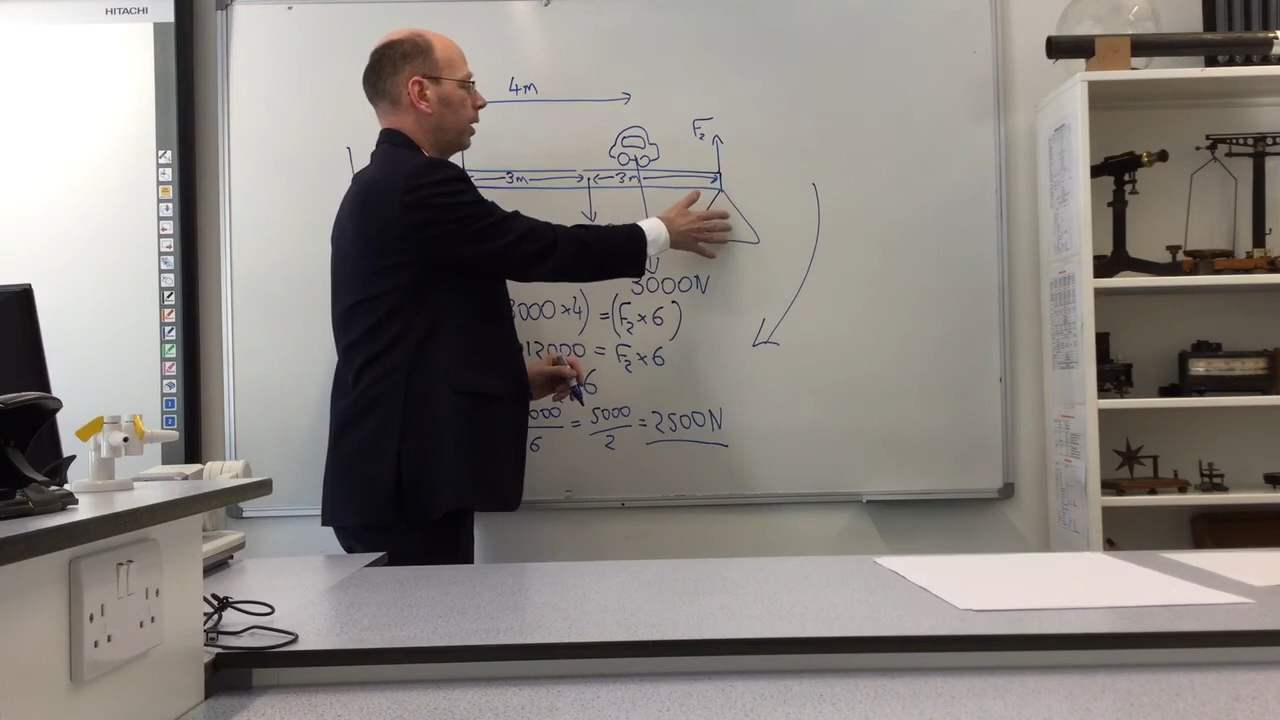 HITACHI
4m
F₂
3m 3m
3000N
000 × 4) = (F₂ × 6)
12000 = F₂ × 6
6
000/6 = 5000/2 = 2500N